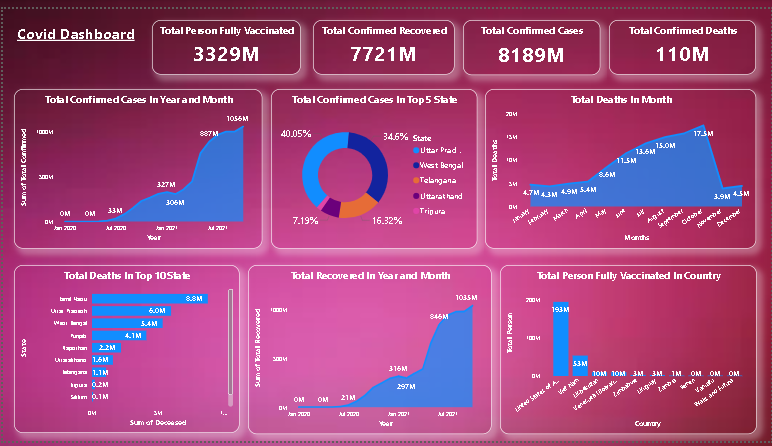 Covid Dashboard
Total Person Fully Vaccinated
3329M
Total Confirmed Recovered
7721M
Total Confirmed Cases
8189M
Total Confirmed Deaths
110M
Total Confirmed Cases In Year and Month
Sum of Total Confirmed
1000M
500M
0M
0M
0M
33M
327M
306M
887M
1056M
Jan 2020
Jul 2020
Jan 2021
Jul 2021
Year
Total Confirmed Cases In Top 5 State
40.05%
34.6%
7.19%
16.32%
State
Uttar Prad...
West Bengal
Telangana
Uttarakhand
Tripura
Total Deaths In Month
Total Deaths
20M
15M
10M
5M
0M
4.7M
4.3M
4.9M
5.4M
8.6M
11.5M
13.6M
15.0M
17.5M
3.9M
4.5M
January
February
March
April
May
June
July
August
September
October
November
December
Months
Total Deaths In Top 10 State
State
Tamil Nadu
8.8M
Uttar Pradesh
6.0M
West Bengal
5.4M
Punjab
4.1M
Rajasthan
2.2M
Uttarakhand
1.6M
Telangana
1.1M
Tripura
0.2M
Sikkim
0.1M
0M
5M
1...
Sum of Deceased
Total Recovered In Year and Month
Sum of Total Recovered
1000M
500M
0M
0M
0M
21M
316M
297M
846M
1035M
Jan 2020
Jul 2020
Jan 2021
Jul 2021
Year
Total Person Fully Vaccinated In Country
Total Person
200M
100M
0M
193M
53M
10M
10M
3M
3M
1M
0M
0M
0M
United States of A...
Viet Nam
Uzbekistan
Venezuela (Bolivari...
Zimbabwe
Uruguay
Zambia
Yemen
Vanuatu
Wallis and Futuna
Country